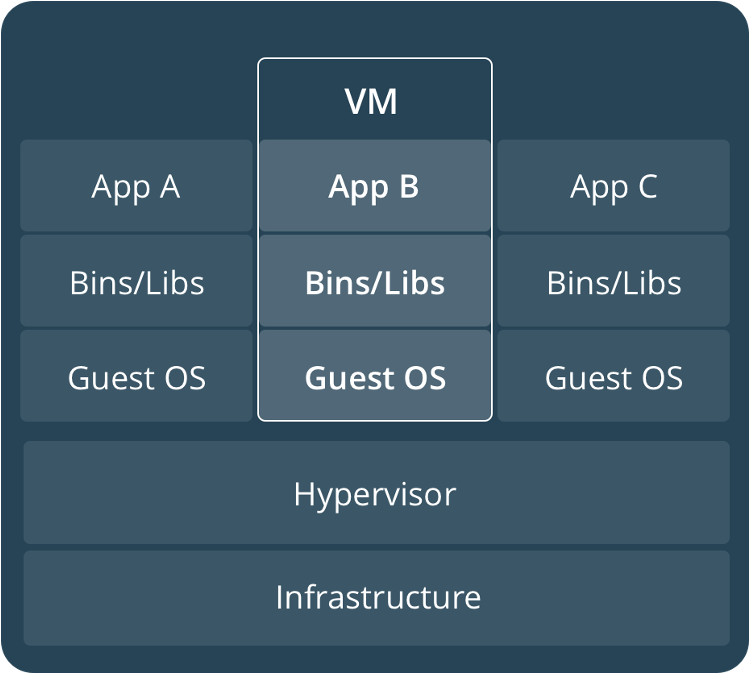 VM
App A
App B
App C
Bins/Libs
Bins/Libs
Bins/Libs
Guest OS
Guest OS
Guest OS
Hypervisor
Infrastructure